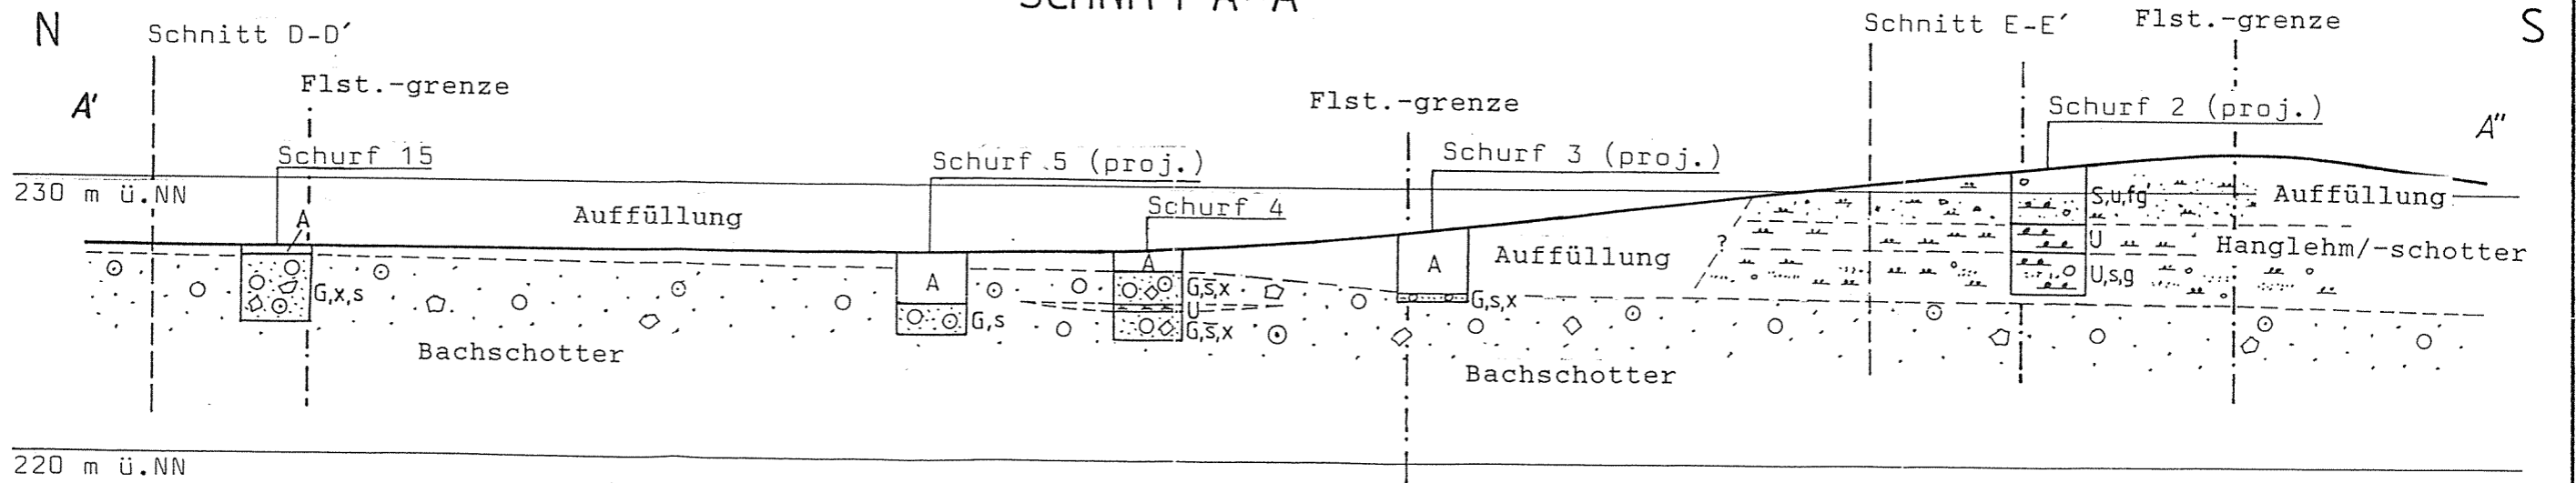 SCHNITT A'-A''
N
S
Schnitt D-D'
Schnitt E-E'
Flst.-grenze
Flst.-grenze
Flst.-grenze
A'
A''
Schurf 2 (proj.)
Schurf 15
Schurf 5 (proj.)
Schurf 3 (proj.)
Schurf 4
230 m ü.NN
A
Auffüllung
S,u,fg'
Auffüllung
U
Hanglehm/-schotter
?
Auffüllung
A
A
A
U,s,g
G,x,s
G,s̄,x
G,s,x
U
G,s
G,s̄,x
Bachschotter
Bachschotter
220 m ü.NN